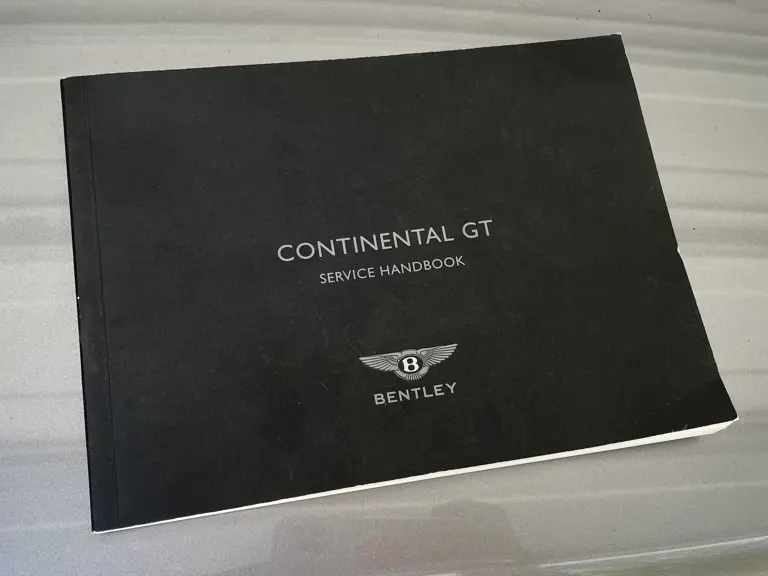 CONTINENTAL GT
SERVICE HANDBOOK
B
BENTLEY